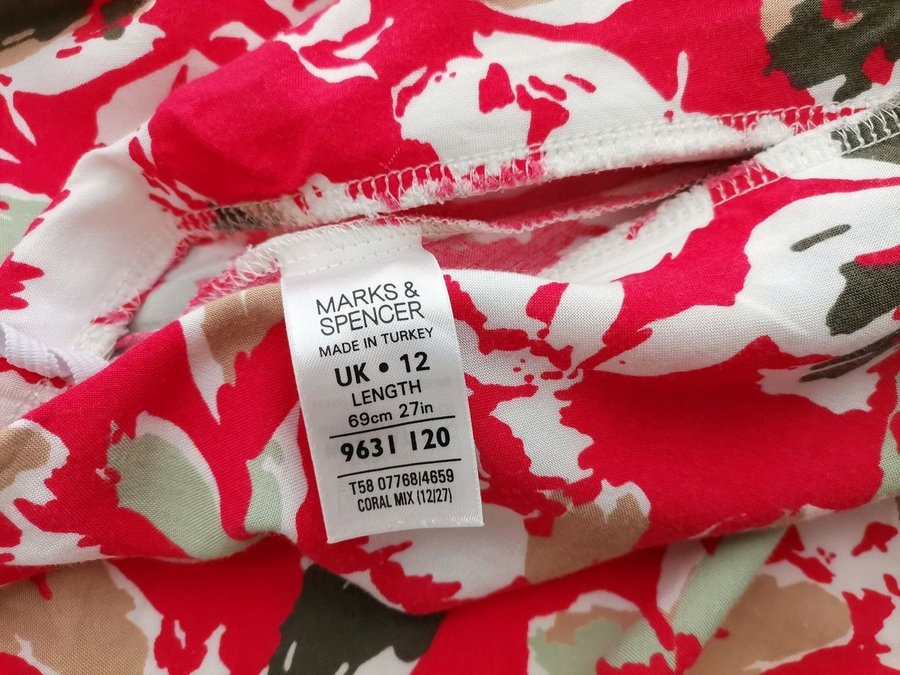 MARKS &
SPENCER
MADE IN TURKEY
UK • 12
LENGTH
69cm 27in
9631 120
T58 07768/4659
CORAL MIX (12/27)